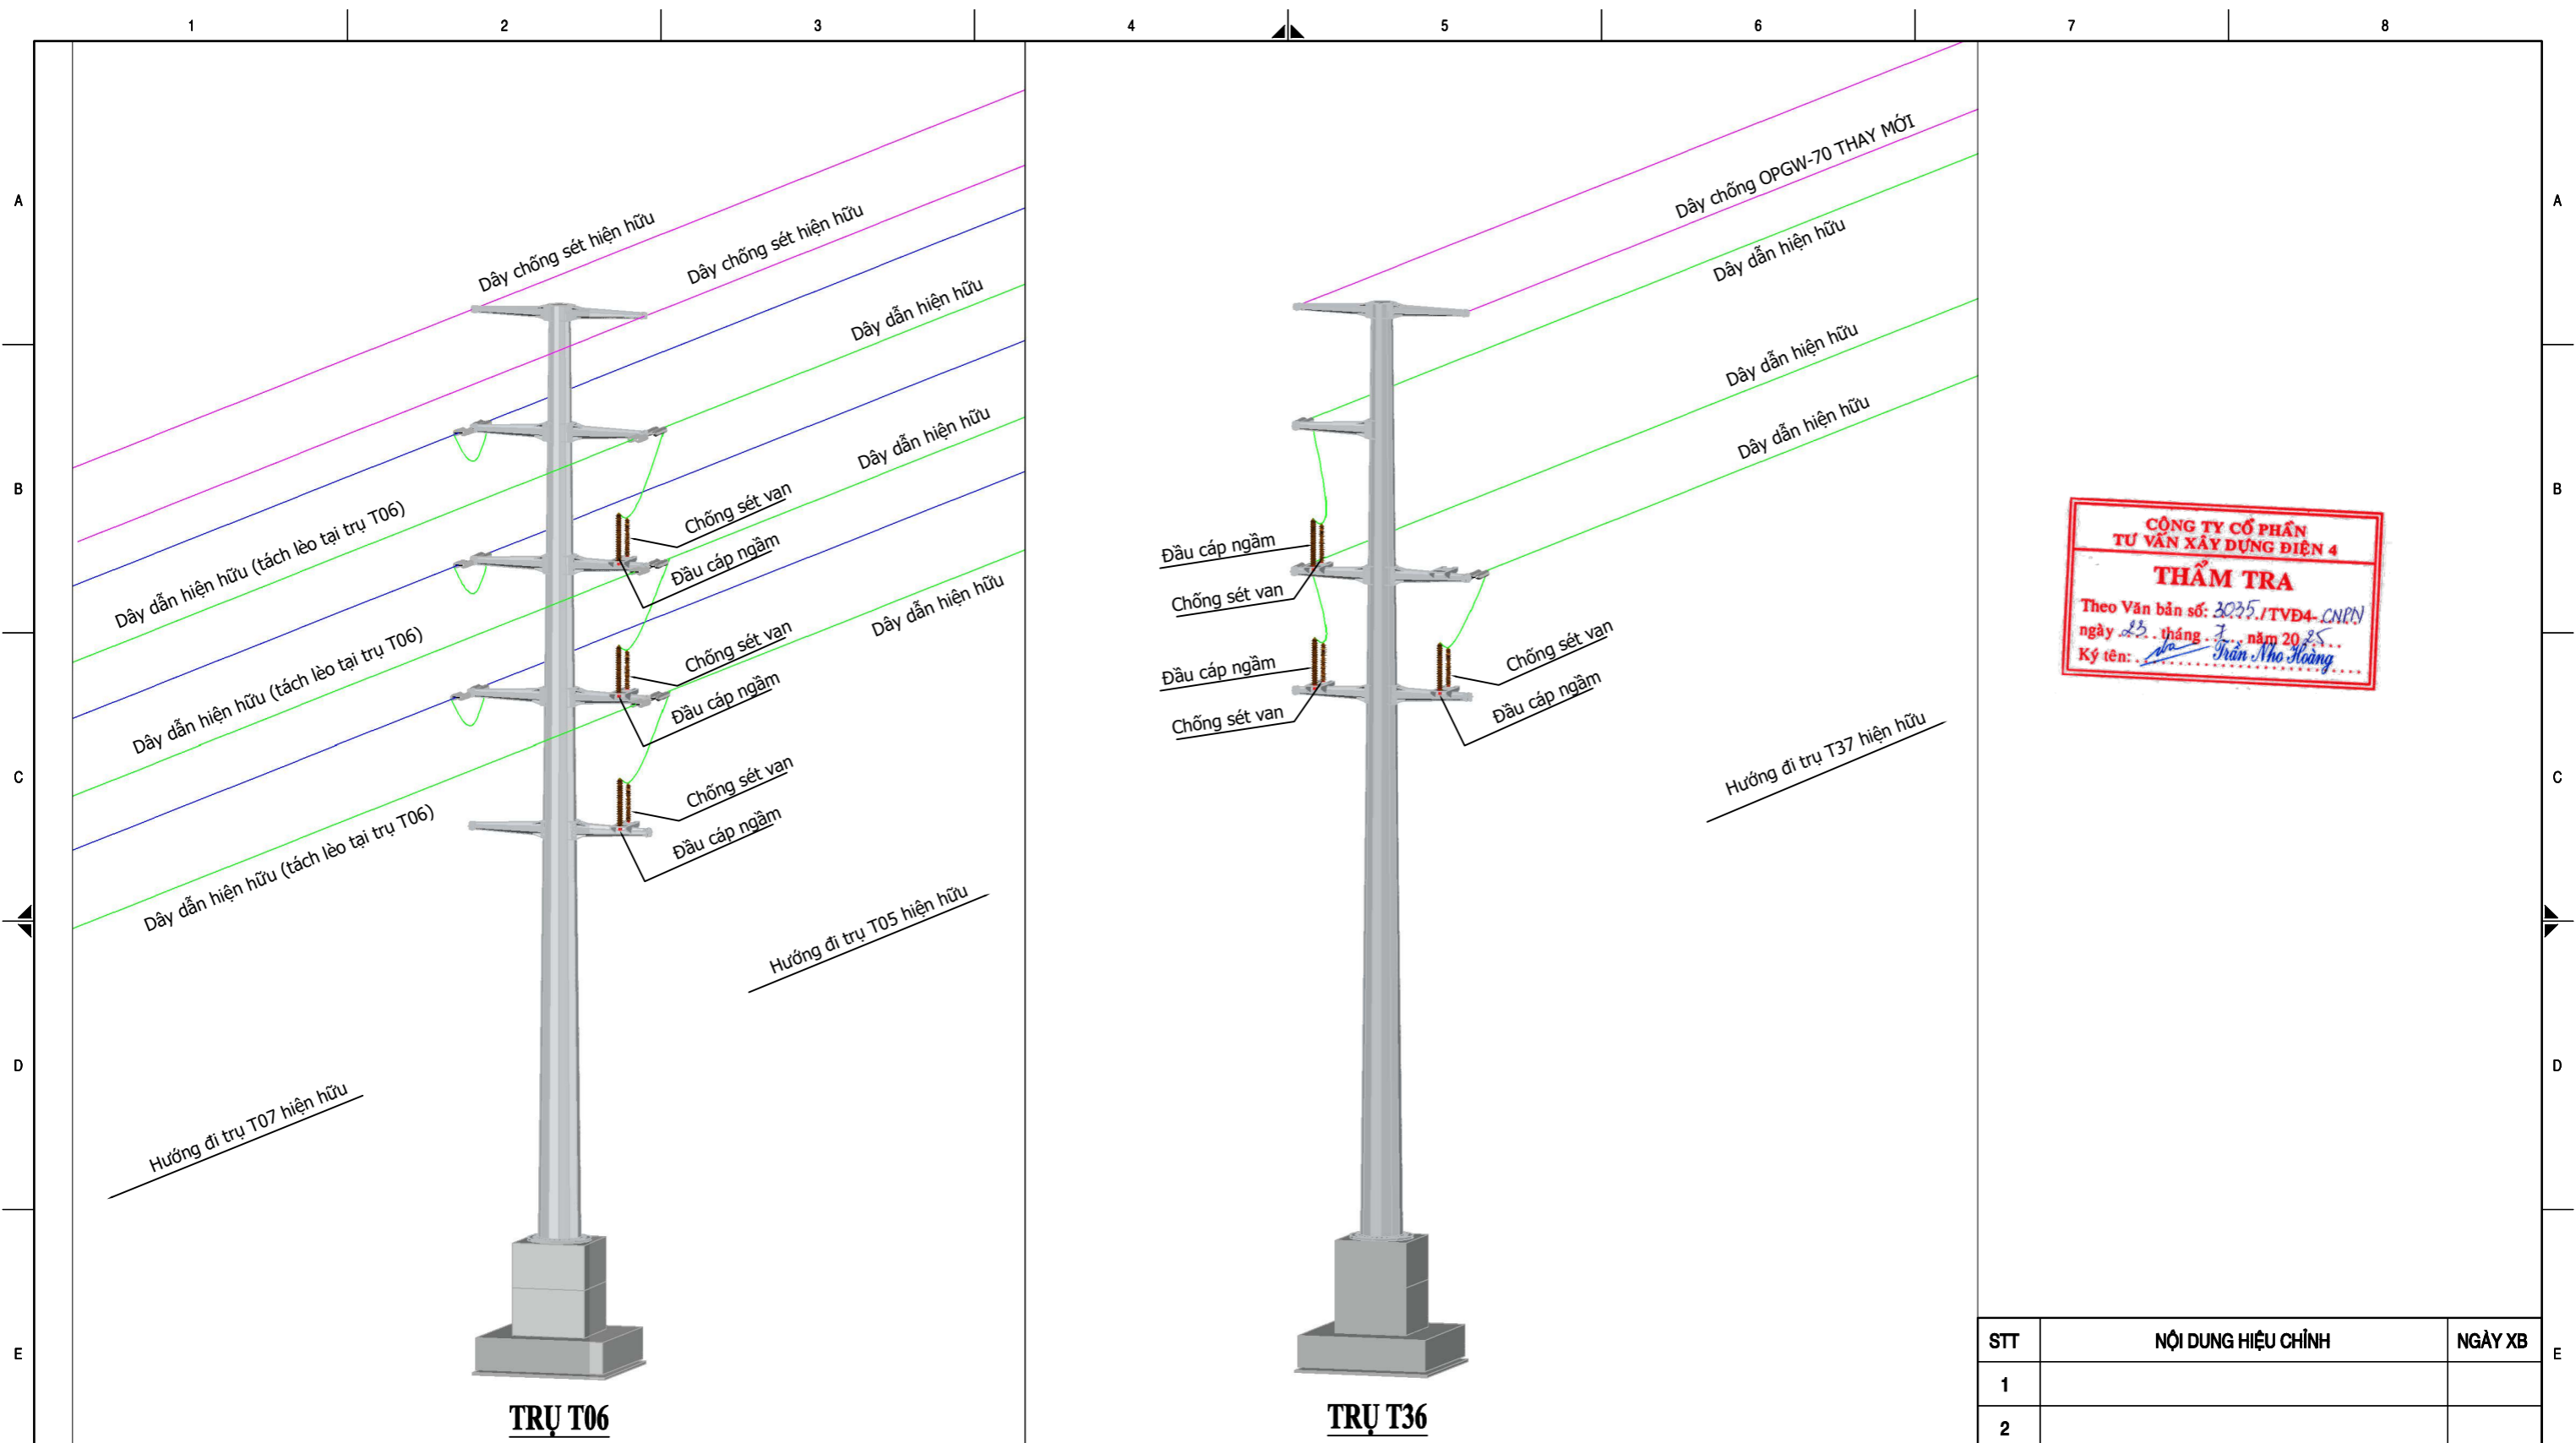 1 2 3 4 5 6 7 8
A A
B B
C C
D D
E E
Dây chống sét hiện hữu
Dây chống sét hiện hữu
Dây dẫn hiện hữu
Dây dẫn hiện hữu
Dây dẫn hiện hữu
Dây dẫn hiện hữu (tách lèo tại trụ T06)
Dây dẫn hiện hữu (tách lèo tại trụ T06)
Dây dẫn hiện hữu (tách lèo tại trụ T06)
Chống sét van
Đầu cáp ngầm
Chống sét van
Đầu cáp ngầm
Chống sét van
Đầu cáp ngầm
Hướng đi trụ T05 hiện hữu
Hướng đi trụ T07 hiện hữu
TRỤ T06
Dây chống OPGW-70 THAY MỚI
Dây dẫn hiện hữu
Dây dẫn hiện hữu
Dây dẫn hiện hữu
Đầu cáp ngầm
Chống sét van
Đầu cáp ngầm
Chống sét van
Chống sét van
Đầu cáp ngầm
Hướng đi trụ T37 hiện hữu
TRỤ T36
CÔNG TY CỔ PHẦN
TƯ VẤN XÂY DỰNG ĐIỆN 4
THẨM TRA
Theo Văn bản số: 3035./TVĐ4-CNPN
ngày 23 tháng 7 năm 2025
Ký tên: Trần Nho Hoàng
STT NỘI DUNG HIỆU CHỈNH NGÀY XB
1
2